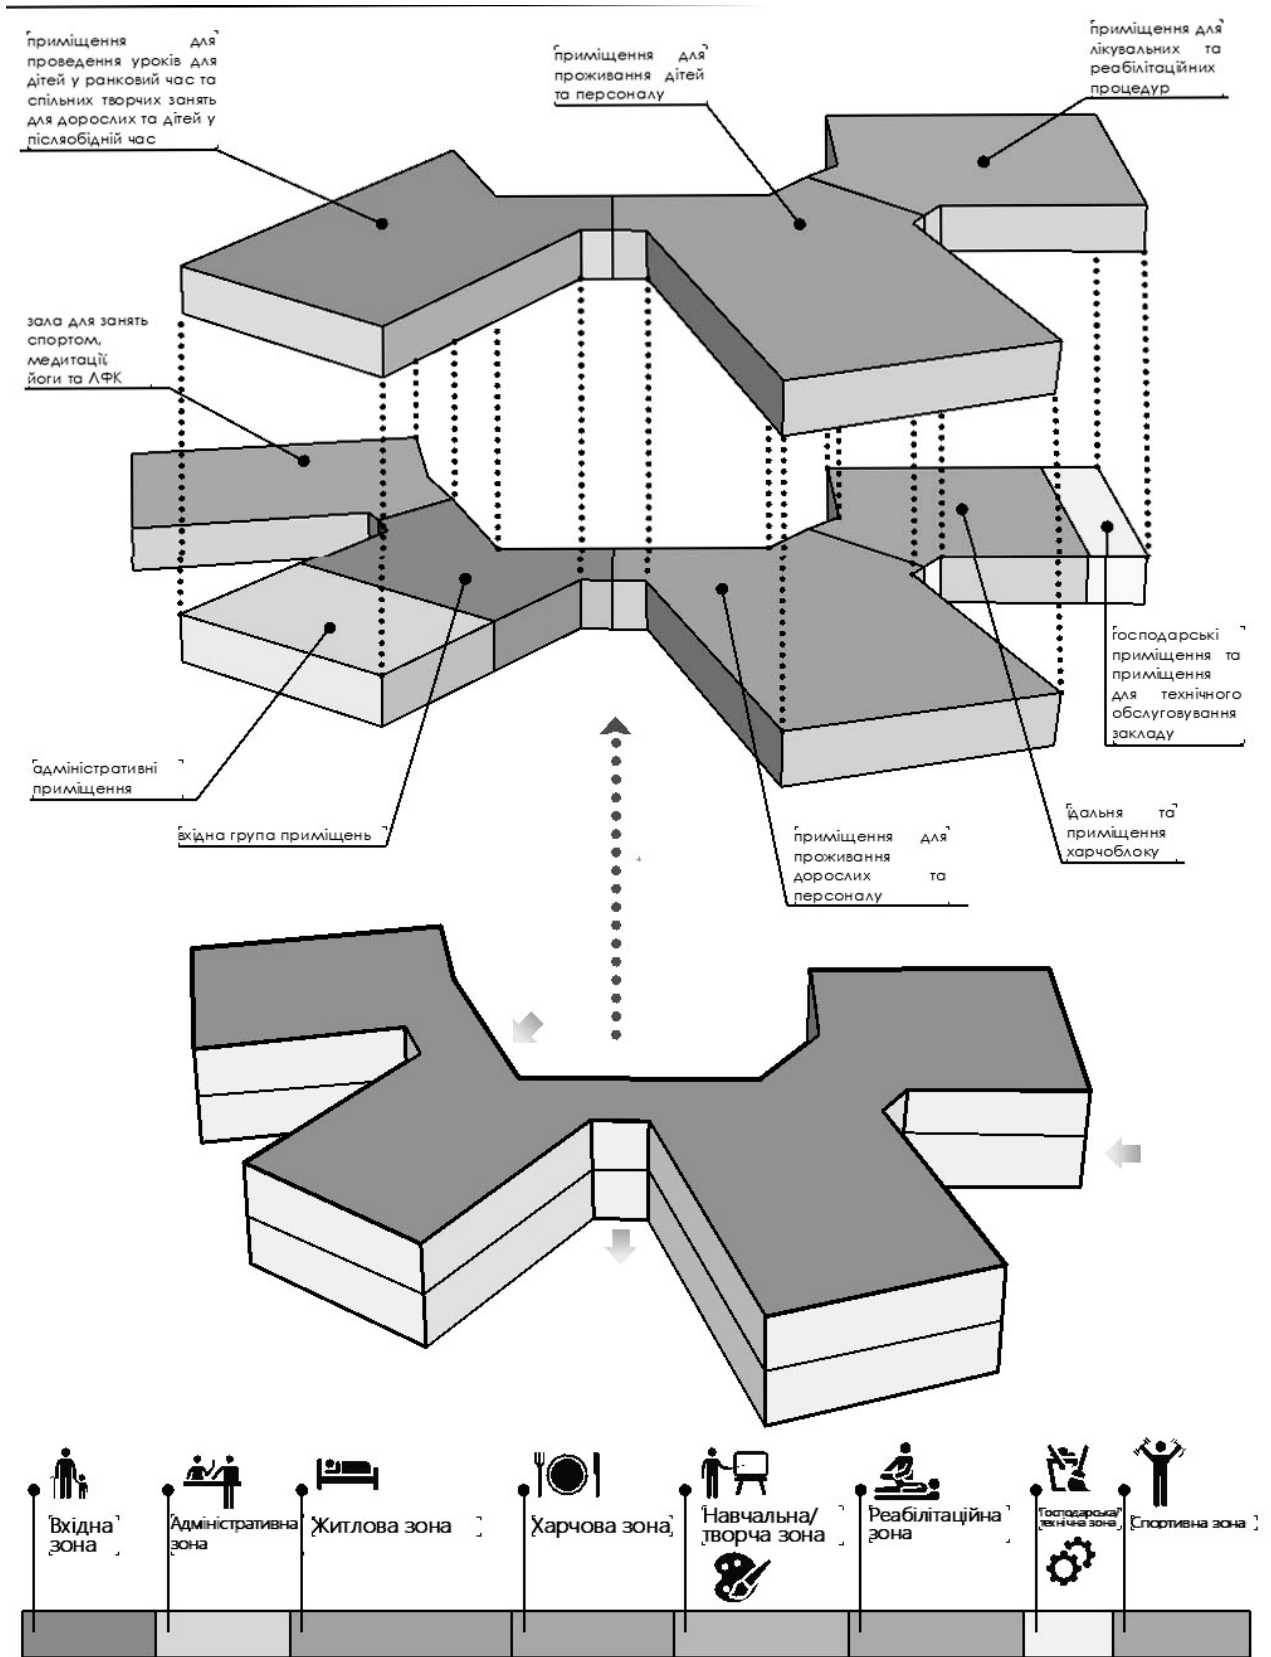 приміщення для
проведення уроків для
дітей у ранковий час та
спільних творчих занять
для дорослих та дітей у
післяобідній час
приміщення для
проживання дітей
та персоналу
приміщення для
лікувальних та
реабілітаційних
процедур
зала для занять
спортом,
медитації,
йоги та ЛФК
господарські
приміщення та
приміщення
для технічного
обслуговування
закладу
адміністративні
приміщення
вхідна група приміщень
приміщення для
проживання
дорослих та
персоналу
їдальня та
приміщення
харчоблоку
Вхідна
зона
Адміністративна
зона
Житлова зона
Харчова зона
Навчальна/
творча зона
Реабілітаційна
зона
Господарська/
технічна зона
Спортивна зона